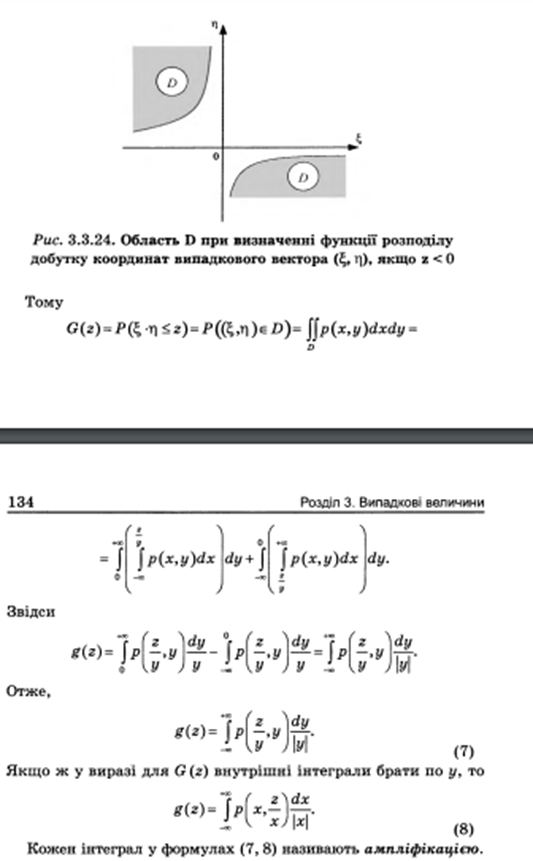 η
D
ξ
0
D
Рис. 3.3.24. Область D при визначенні функції розподілу
добутку координат випадкового вектора (ξ, η), якщо z < 0
Тому
G(z) = P(ξ ·η ≤ z) = P((ξ,η) ∈ D) = ∬_D p(x,y)dxdy =
134 Розділ 3. Випадкові величини
= ∫_0^{+∞} ( ∫_{-∞}^{z/y} p(x,y)dx ) dy + ∫_{-∞}^0 ( ∫_{z/y}^{+∞} p(x,y)dx ) dy.
Звідси
g(z) = ∫_0^{+∞} p(z/y, y) dy/y − ∫_{-∞}^0 p(z/y, y) dy/y = ∫_{-∞}^{+∞} p(z/y, y) dy/|y|.
Отже,
g(z) = ∫_{-∞}^{+∞} p(z/y, y) dy/|y|. (7)
Якщо ж у виразі для G (z) внутрішні інтеграли брати по y, то
g(z) = ∫_{-∞}^{+∞} p(x, z/x) dx/|x|. (8)
Кожен інтеграл у формулах (7, 8) називають ампліфікацією.